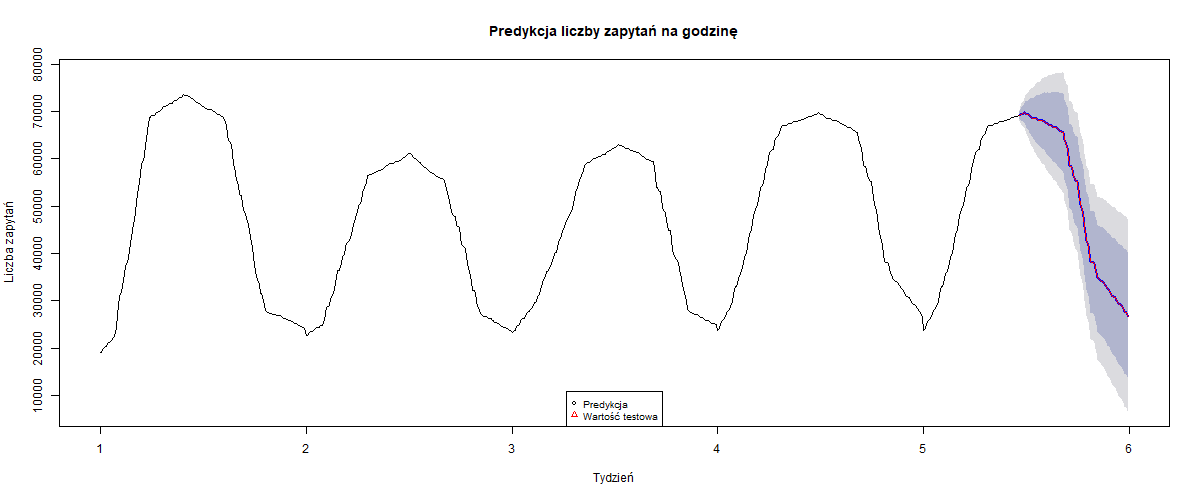 Predykcja liczby zapytań na godzinę
Liczba zapytań
80000
70000
60000
50000
40000
30000
20000
10000
Predykcja
Wartość testowa
1 2 3 4 5 6
Tydzień